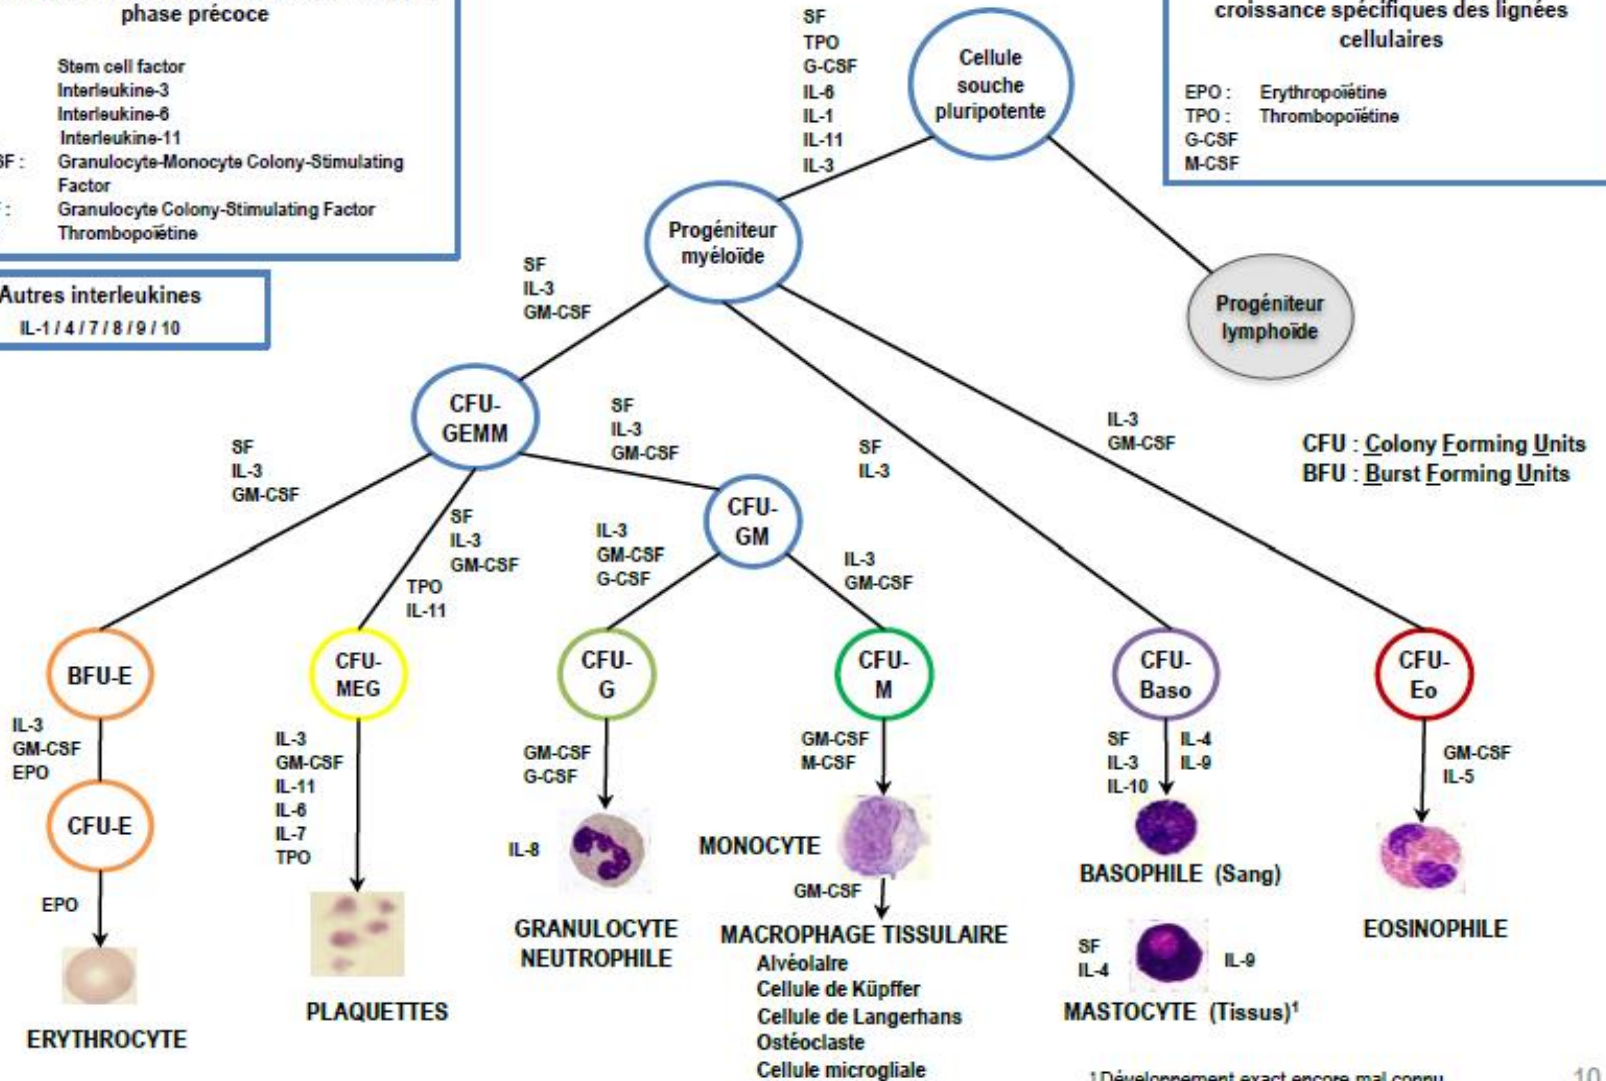 phase précoce
Stem cell factor
Interleukine-3
Interleukine-6
Interleukine-11
SF : Granulocyte-Monocyte Colony-Stimulating
Factor
: Granulocyte Colony-Stimulating Factor
Thrombopoïétine
Autres interleukines
IL-1 / 4 / 7 / 8 / 9 / 10
SF
TPO
G-CSF
IL-6
IL-1
IL-11
IL-3
Cellule
souche
pluripotente
croissance spécifiques des lignées
cellulaires
EPO : Erythropoïétine
TPO : Thrombopoïétine
G-CSF
M-CSF
Progéniteur
myéloïde
Progéniteur
lymphoïde
SF
IL-3
GM-CSF
CFU-
GEMM
SF
IL-3
GM-CSF
SF
IL-3
GM-CSF
SF
IL-3
IL-3
GM-CSF
CFU : Colony Forming Units
BFU : Burst Forming Units
CFU-
GM
SF
IL-3
GM-CSF
TPO
IL-11
IL-3
GM-CSF
G-CSF
IL-3
GM-CSF
BFU-E
CFU-
MEG
CFU-
G
CFU-
M
CFU-
Baso
CFU-
Eo
IL-3
GM-CSF
EPO
CFU-E
EPO
ERYTHROCYTE
IL-3
GM-CSF
IL-11
IL-6
IL-7
TPO
PLAQUETTES
GM-CSF
G-CSF
IL-8
GRANULOCYTE
NEUTROPHILE
GM-CSF
M-CSF
MONOCYTE
GM-CSF
MACROPHAGE TISSULAIRE
Alvéolaire
Cellule de Küpffer
Cellule de Langerhans
Ostéoclaste
Cellule microgliale
SF
IL-3
IL-10
IL-4
IL-9
BASOPHILE (Sang)
SF
IL-4
IL-9
MASTOCYTE (Tissus)¹
GM-CSF
IL-5
EOSINOPHILE
¹Développement exact encore mal connu
10